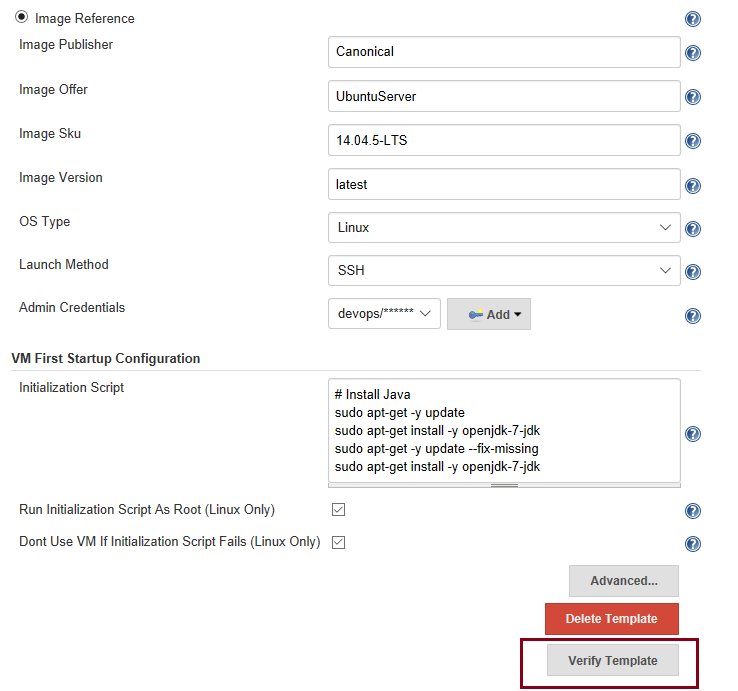 Image Reference
Image Publisher
Canonical
Image Offer
UbuntuServer
Image Sku
14.04.5-LTS
Image Version
latest
OS Type
Linux
Launch Method
SSH
Admin Credentials
devops/******
Add
VM First Startup Configuration
Initialization Script
# Install Java
sudo apt-get -y update
sudo apt-get install -y openjdk-7-jdk
sudo apt-get -y update --fix-missing
sudo apt-get install -y openjdk-7-jdk
Run Initialization Script As Root (Linux Only)
Dont Use VM If Initialization Script Fails (Linux Only)
Advanced...
Delete Template
Verify Template